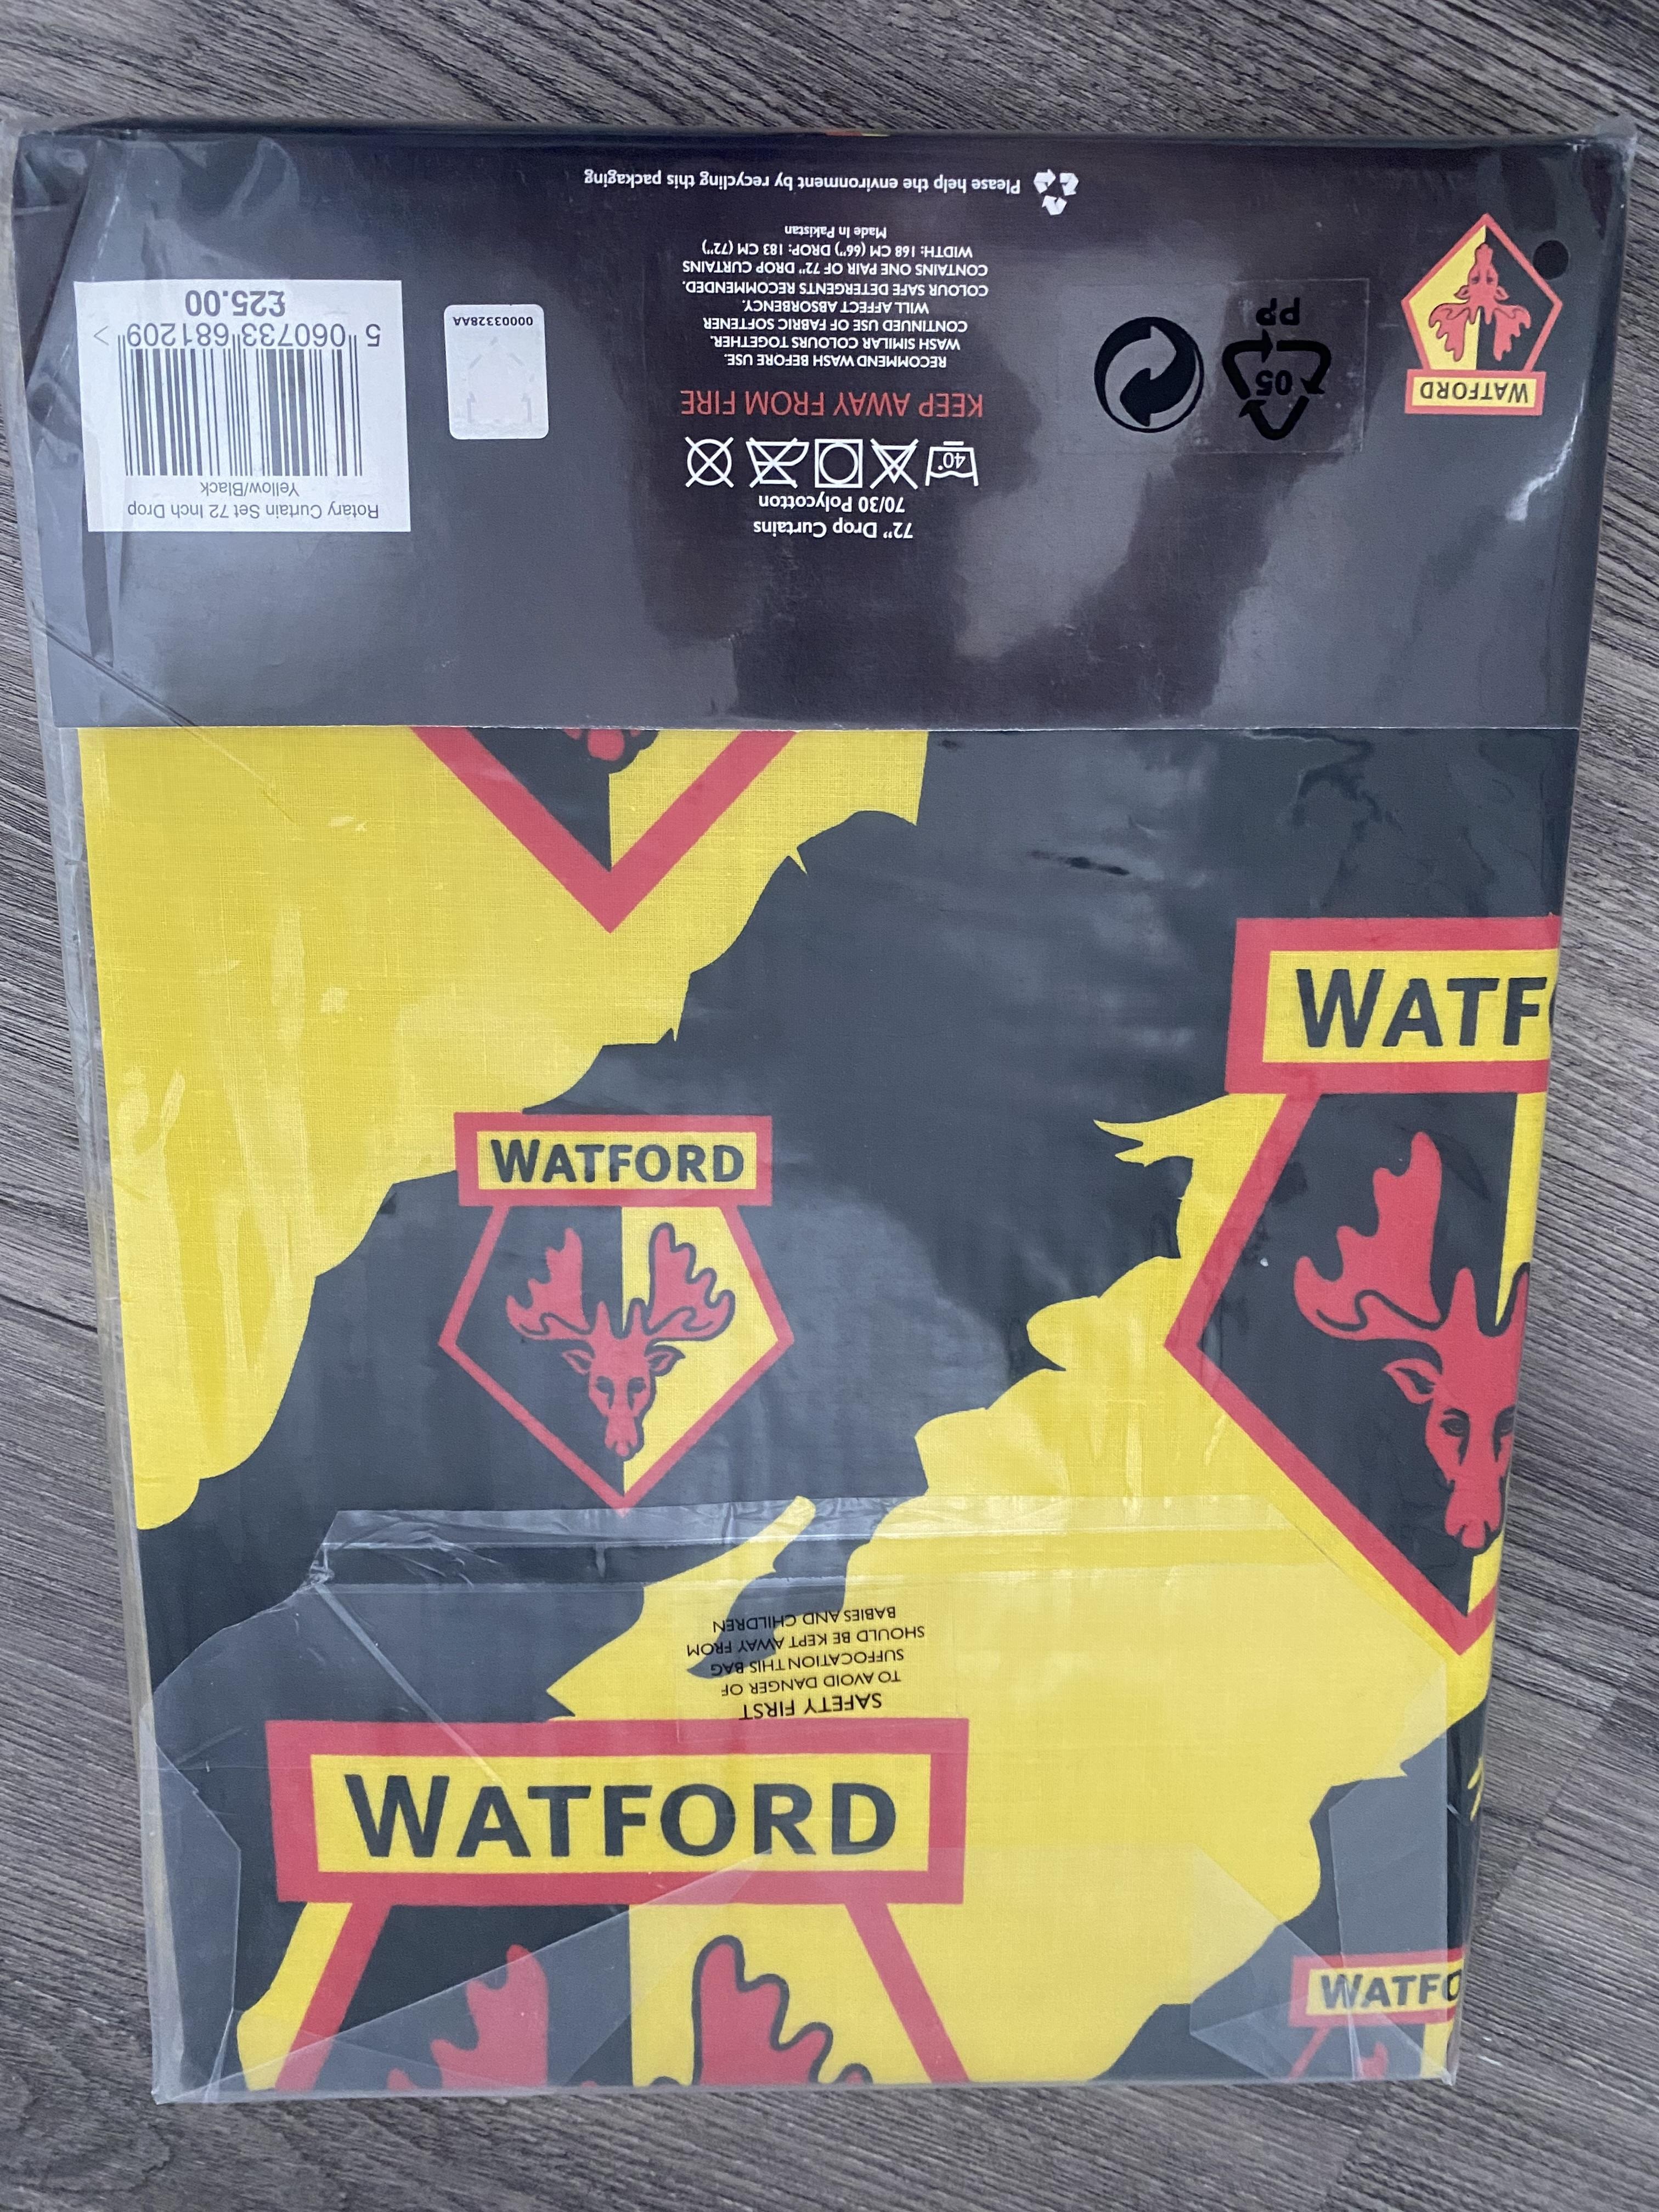 Please help the environment by recycling this packaging
72" Drop Curtains
70/30 Polycotton
40°
KEEP AWAY FROM FIRE
RECOMMEND WASH BEFORE USE.
WASH SIMILAR COLOURS TOGETHER.
CONTINUED USE OF FABRIC SOFTENER
WILL AFFECT ABSORBENCY.
COLOUR SAFE DETERGENTS RECOMMENDED.
CONTAINS ONE PAIR OF 72" DROP CURTAINS
WIDTH: 168 CM (66") DROP: 183 CM (72")
Made In Pakistan
Rotary Curtain Set 72 Inch Drop
Yellow/Black
5 060733 681209 >
£25.00
00003328AA
05
PP
WATFORD
WATF
WATFORD
SAFETY FIRST
TO AVOID DANGER OF
SUFFOCATION THIS BAG
SHOULD BE KEPT AWAY FROM
BABIES AND CHILDREN
WATFORD
WATFO